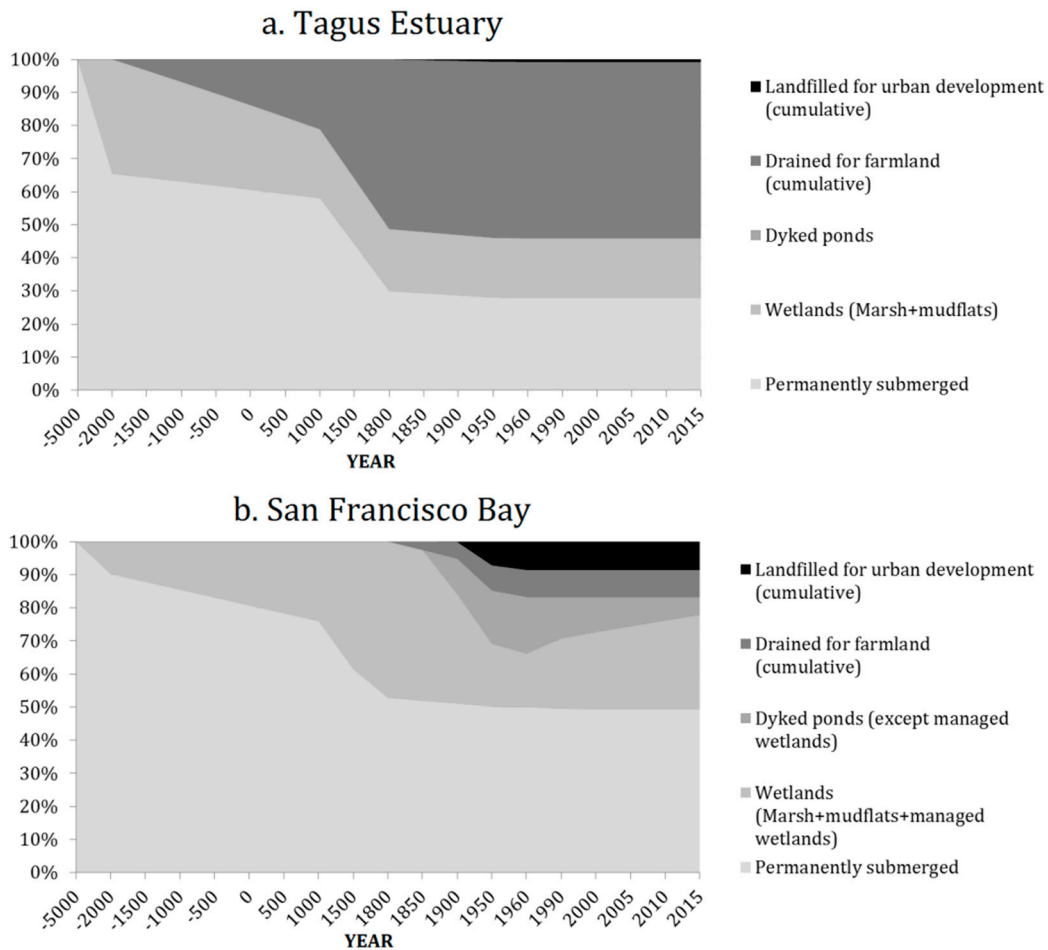 a. Tagus Estuary
100%
90%
80%
70%
60%
50%
40%
30%
20%
10%
0%
-5000
-2000
-1500
-1000
-500
0
500
1000
1500
1800
1850
1900
1950
1960
1990
2000
2005
2010
2015
YEAR
Landfilled for urban development
(cumulative)
Drained for farmland
(cumulative)
Dyked ponds
Wetlands (Marsh+mudflats)
Permanently submerged
b. San Francisco Bay
100%
90%
80%
70%
60%
50%
40%
30%
20%
10%
0%
-5000
-2000
-1500
-1000
-500
0
500
1000
1500
1800
1850
1900
1950
1960
1990
2000
2005
2010
2015
YEAR
Landfilled for urban development
(cumulative)
Drained for farmland
(cumulative)
Dyked ponds (except managed
wetlands)
Wetlands
(Marsh+mudflats+managed
wetlands)
Permanently submerged